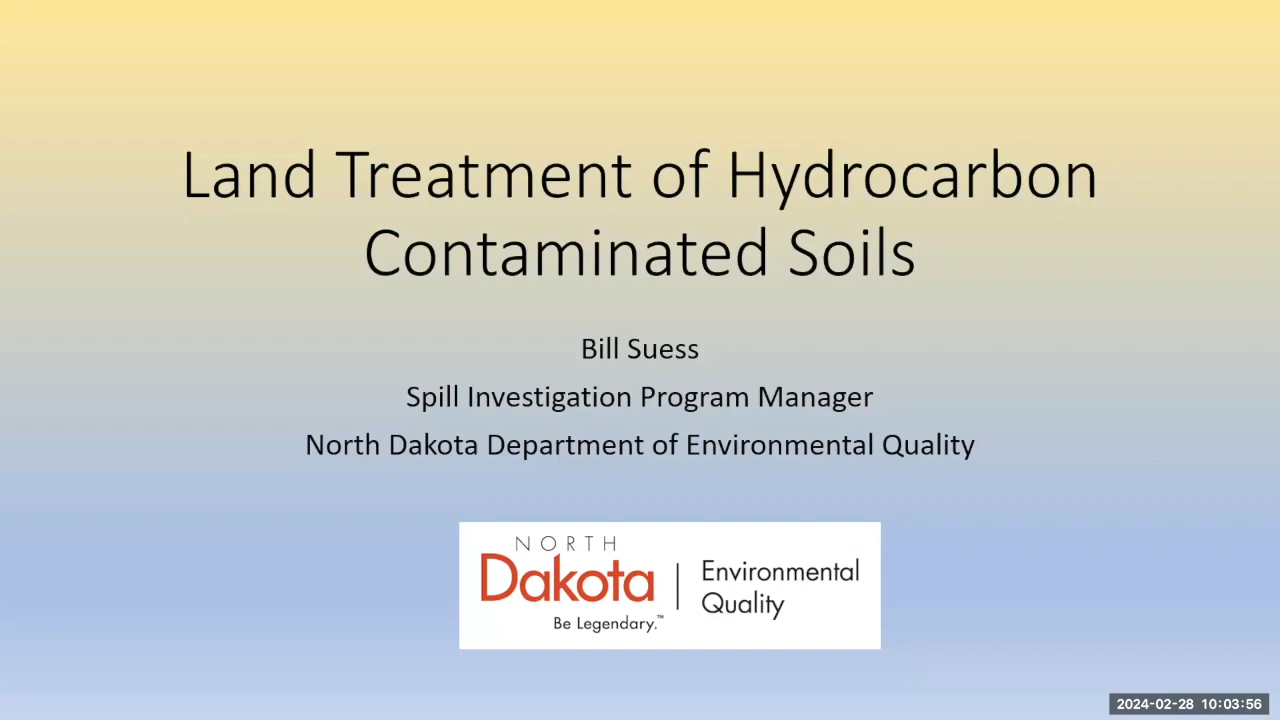 Land Treatment of Hydrocarbon
Contaminated Soils
Bill Suess
Spill Investigation Program Manager
North Dakota Department of Environmental Quality
NORTH
Dakota
Be Legendary.™
Environmental
Quality
2024-02-28 10:03:56